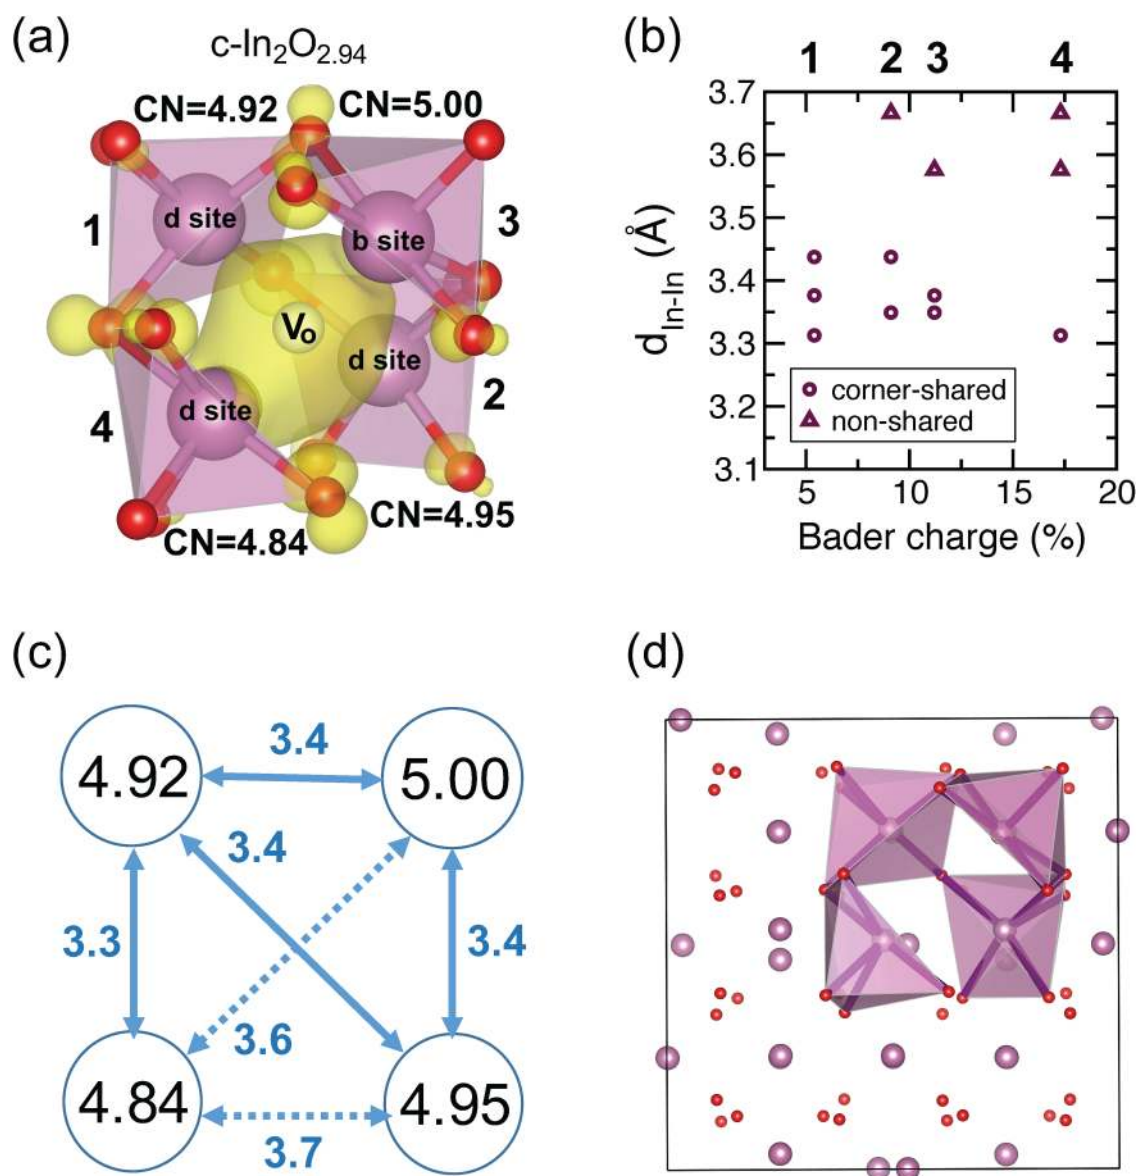 (a)
c-In₂O₂.₉₄
CN=4.92 CN=5.00
d site
1
b site
3
Vₒ
d site
2
d site
4
CN=4.95
CN=4.84
(b)
1 2 3 4
3.7
3.6
3.5
3.4
3.3
3.2
3.1
d_In-In (Å)
corner-shared
non-shared
5 10 15 20
Bader charge (%)
(c)
4.92 3.4 5.00
3.4
3.3 3.4
3.6
4.84 3.7 4.95
(d)